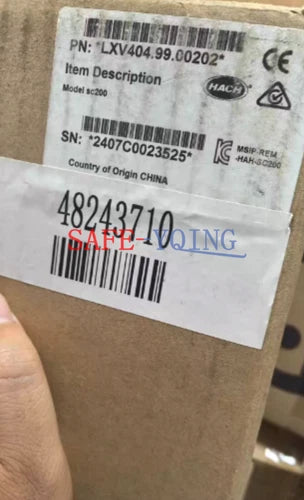 PN: *LXV404.99.00202*
Item Description
Model sc200
HACH
CE
SN: *2407C0023525*
MSIP-REM
-HAH-SC200
Country of Origin CHINA
48243710
SAFE-YQING